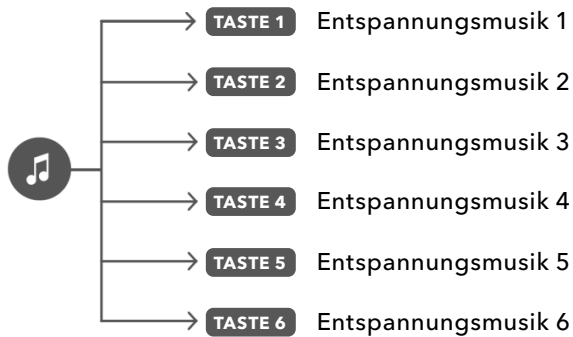 TASTE 1 Entspannungsmusik 1
TASTE 2 Entspannungsmusik 2
TASTE 3 Entspannungsmusik 3
TASTE 4 Entspannungsmusik 4
TASTE 5 Entspannungsmusik 5
TASTE 6 Entspannungsmusik 6